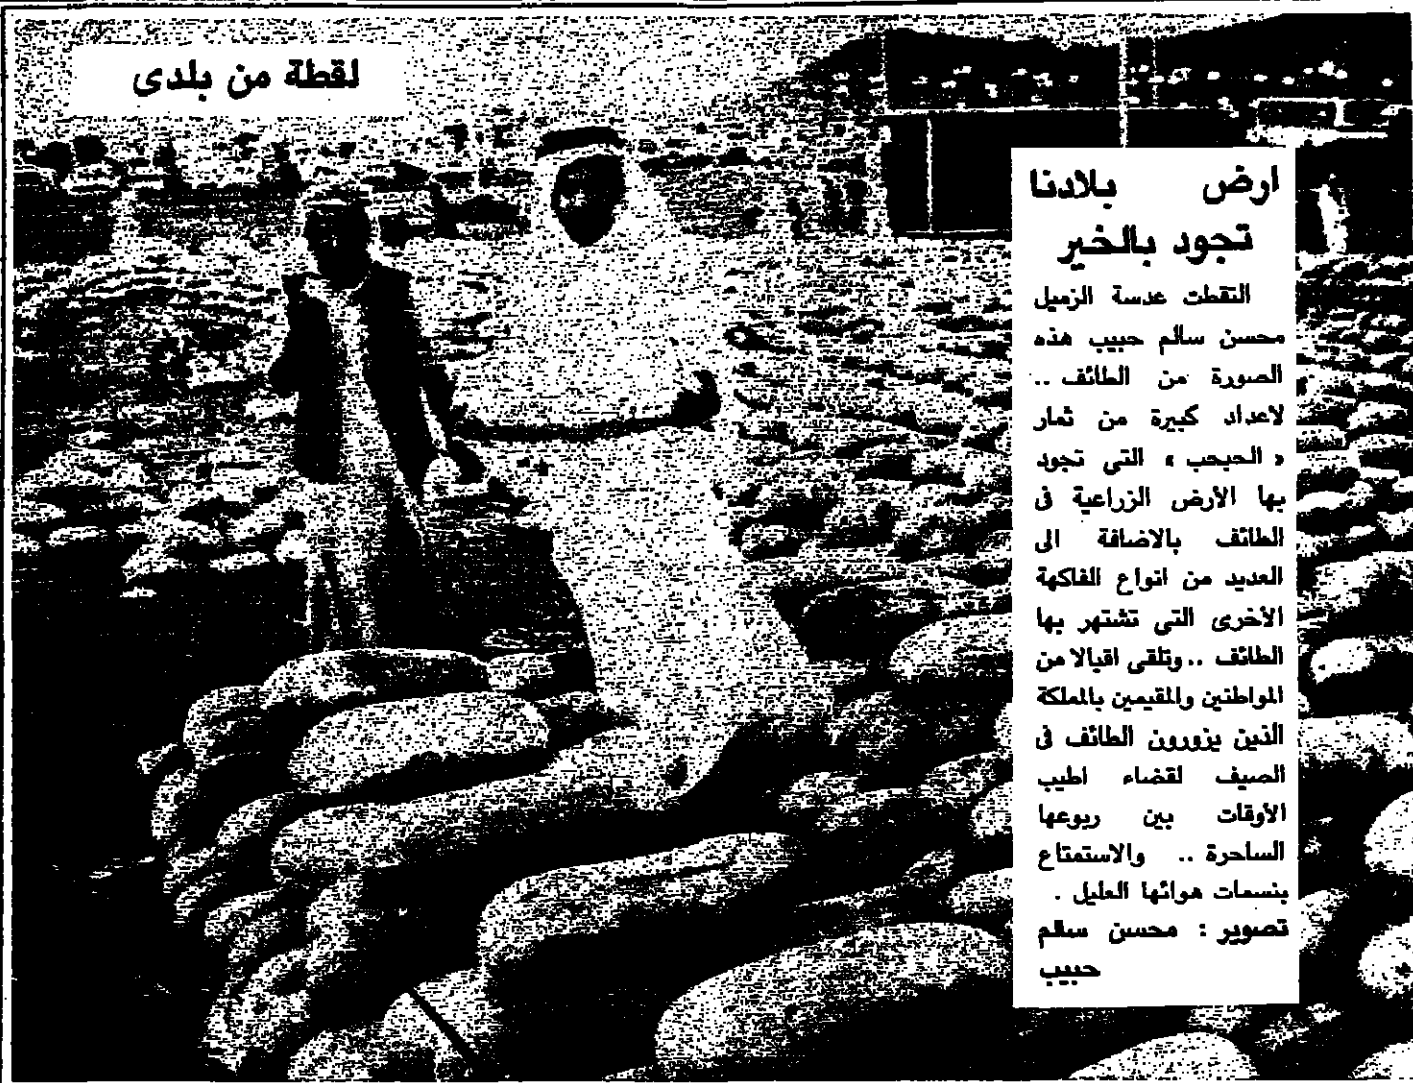 لقطة من بلدى
ارض بلادنا
تجود بالخير
التقطت عدسة الزميل
محسن سالم حبيب هذه
الصورة من الطائف ..
لاعداد كبيرة من ثمار
« الحبحب » التي تجود
بها الأرض الزراعية فى
الطائف بالاضافة الى
العديد من انواع الفاكهة
الأخرى التي تشتهر بها
الطائف .. وتلقى اقبالا من
المواطنين والمقيمين بالمملكة
الذين يزورون الطائف فى
الصيف لقضاء اطيب
الأوقات بين ربوعها
الساحرة .. والاستمتاع
بنسمات هوائها العليل .
تصوير : محسن سالم
حبيب